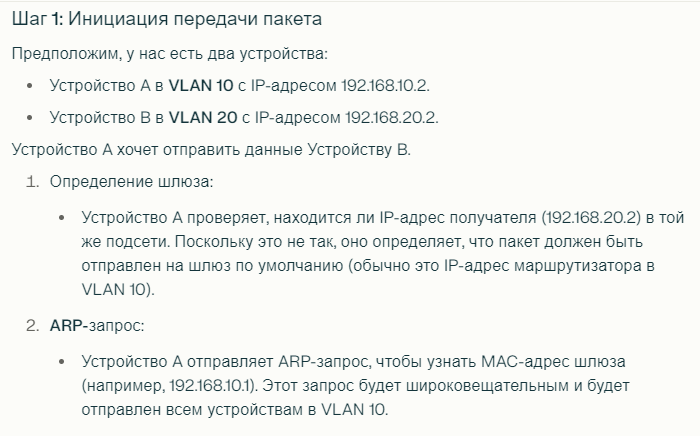 Шаг 1: Инициация передачи пакета
Предположим, у нас есть два устройства:
• Устройство A в VLAN 10 с IP-адресом 192.168.10.2.
• Устройство B в VLAN 20 с IP-адресом 192.168.20.2.
Устройство A хочет отправить данные Устройству B.
1. Определение шлюза:
• Устройство A проверяет, находится ли IP-адрес получателя (192.168.20.2) в той
же подсети. Поскольку это не так, оно определяет, что пакет должен быть
отправлен на шлюз по умолчанию (обычно это IP-адрес маршрутизатора в
VLAN 10).
2. ARP-запрос:
• Устройство A отправляет ARP-запрос, чтобы узнать MAC-адрес шлюза
(например, 192.168.10.1). Этот запрос будет широковещательным и будет
отправлен всем устройствам в VLAN 10.